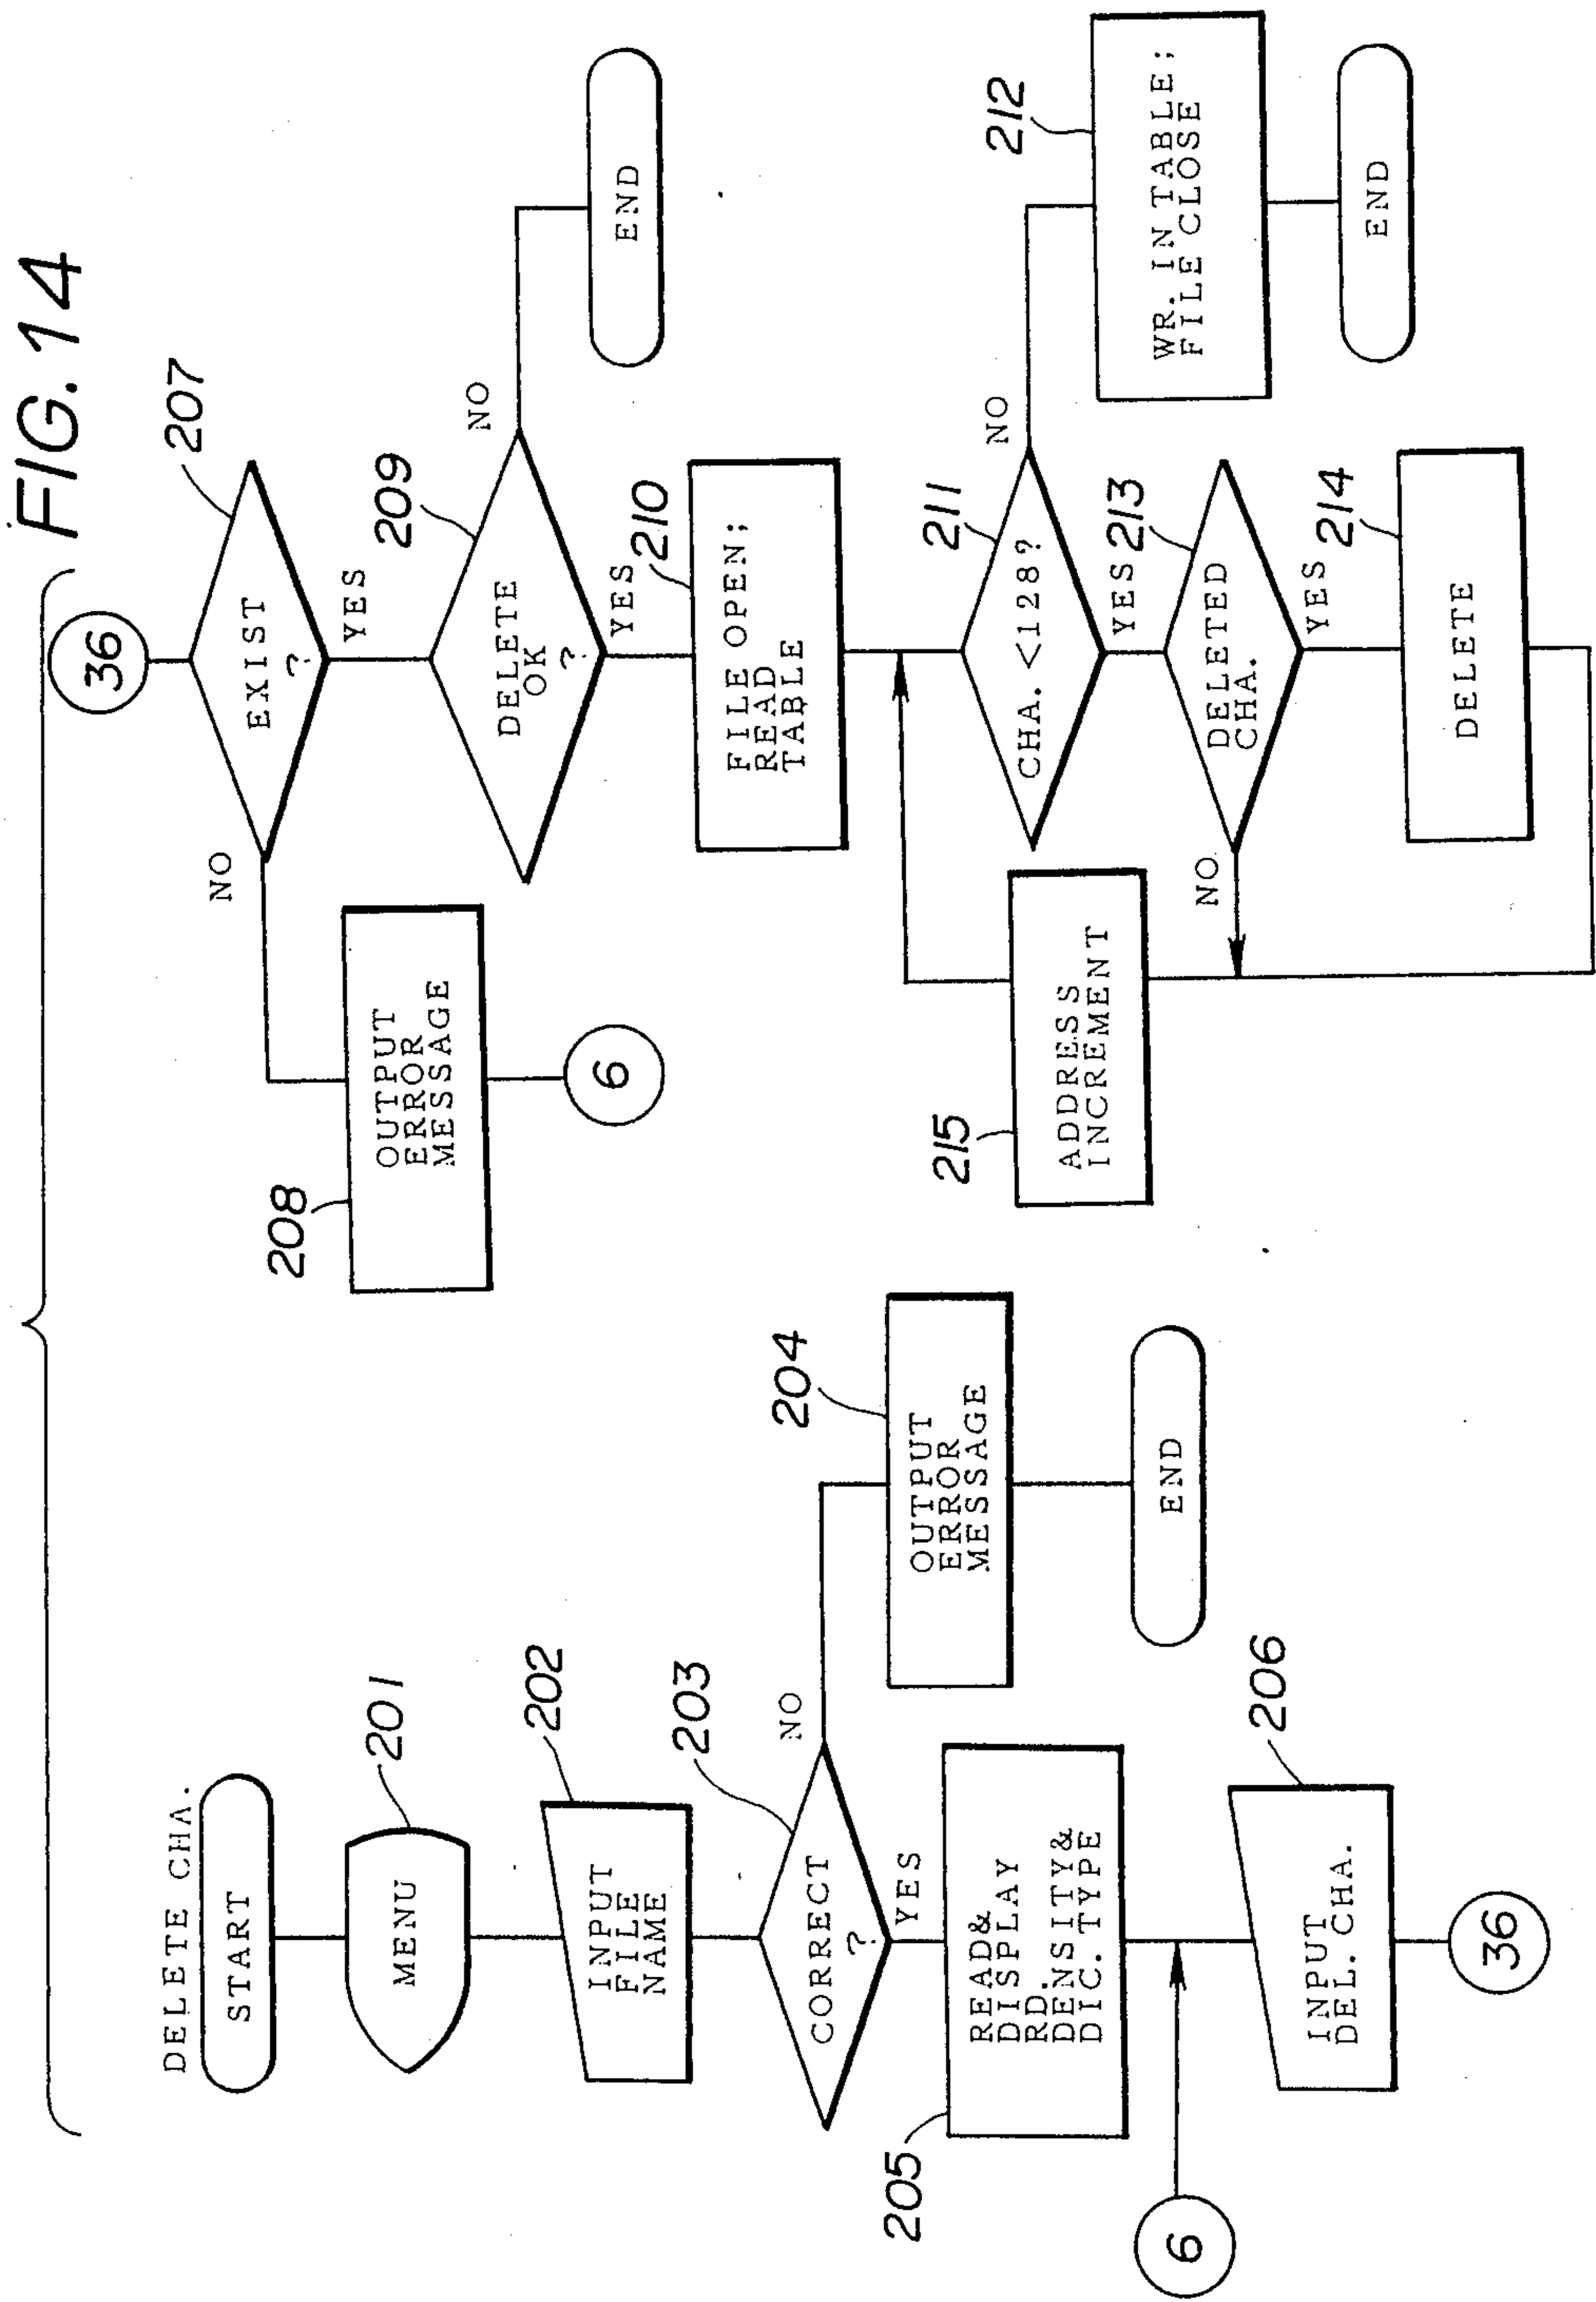 FIG. 14
DELETE CHA.
START
MENU
201
INPUT
FILE
NAME
202
CORRECT
?
203
NO
YES
OUTPUT
ERROR
MESSAGE
204
END
READ&
DISPLAY
RD.
DENSITY&
DIC. TYPE
205
6
INPUT
DEL. CHA.
206
36
36
EXIST
?
207
NO
YES
OUTPUT
ERROR
MESSAGE
208
6
DELETE
OK
?
209
NO
YES
END
FILE OPEN;
READ
TABLE
210
CHA. <128?
211
NO
YES
WR. IN TABLE;
FILE CLOSE
212
END
DELETED
CHA.
213
NO
YES
DELETE
214
ADDRESS
INCREMENT
215